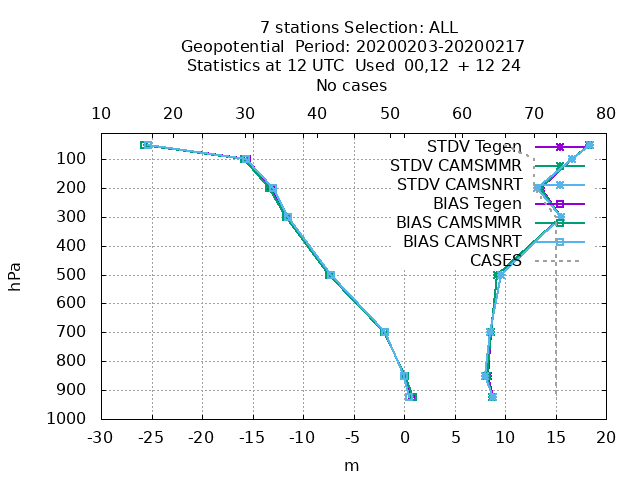 7 stations Selection: ALL
Geopotential  Period: 20200203-20200217
Statistics at 12 UTC  Used  00,12  + 12 24
No cases
10 20 30 40 50 60 70 80
STDV Tegen
100
STDV CAMSMMR
STDV CAMSNRT
200
BIAS Tegen
300
BIAS CAMSMMR
400
BIAS CAMSNRT
CASES
500
hPa
600
700
800
900
1000
-30 -25 -20 -15 -10 -5 0 5 10 15 20
m